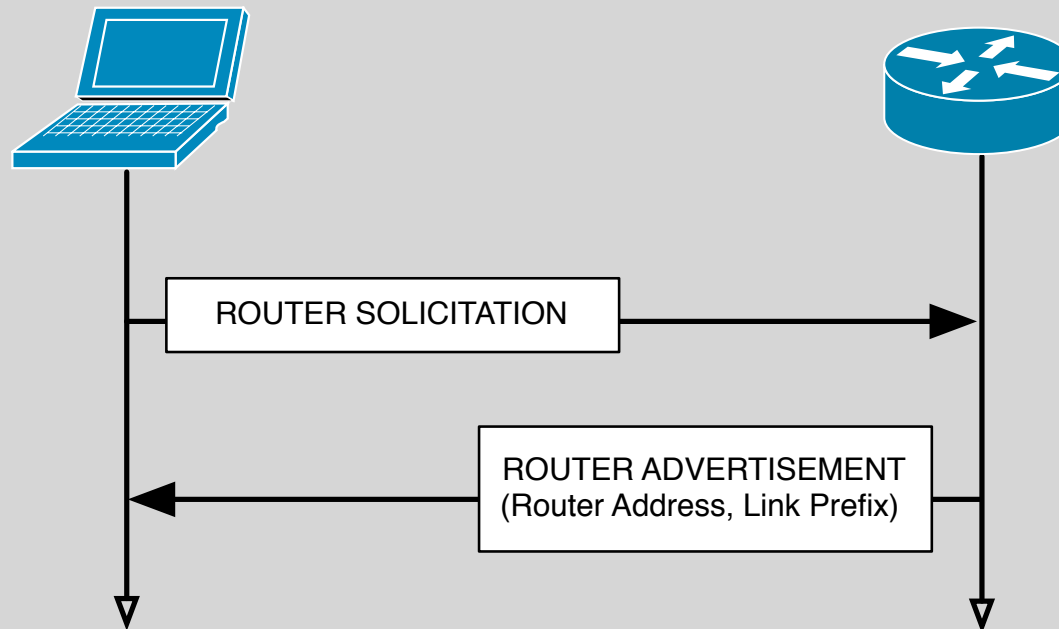 ROUTER SOLICITATION
ROUTER ADVERTISEMENT
(Router Address, Link Prefix)